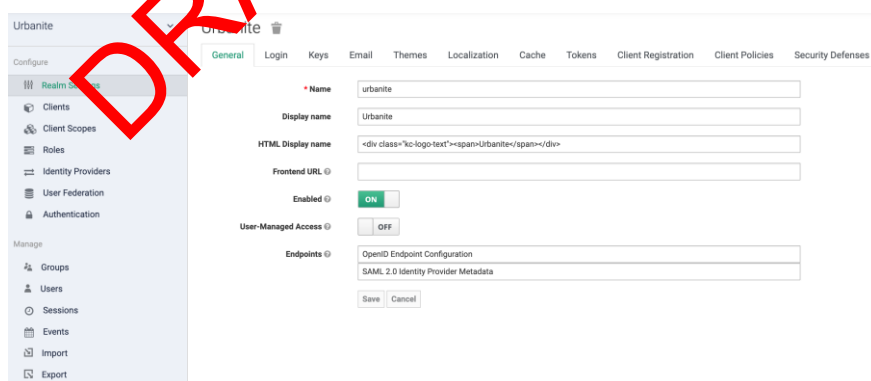 Urbanite
Configure
Realm Settings
Clients
Client Scopes
Roles
Identity Providers
User Federation
Authentication
Manage
Groups
Users
Sessions
Events
Import
Export
Urbanite
General Login Keys Email Themes Localization Cache Tokens Client Registration Client Policies Security Defenses
* Name urbanite
Display name Urbanite
HTML Display name <div class="kc-logo-text"><span>Urbanite</span></div>
Frontend URL
Enabled ON
User-Managed Access OFF
Endpoints OpenID Endpoint Configuration
SAML 2.0 Identity Provider Metadata
Save Cancel